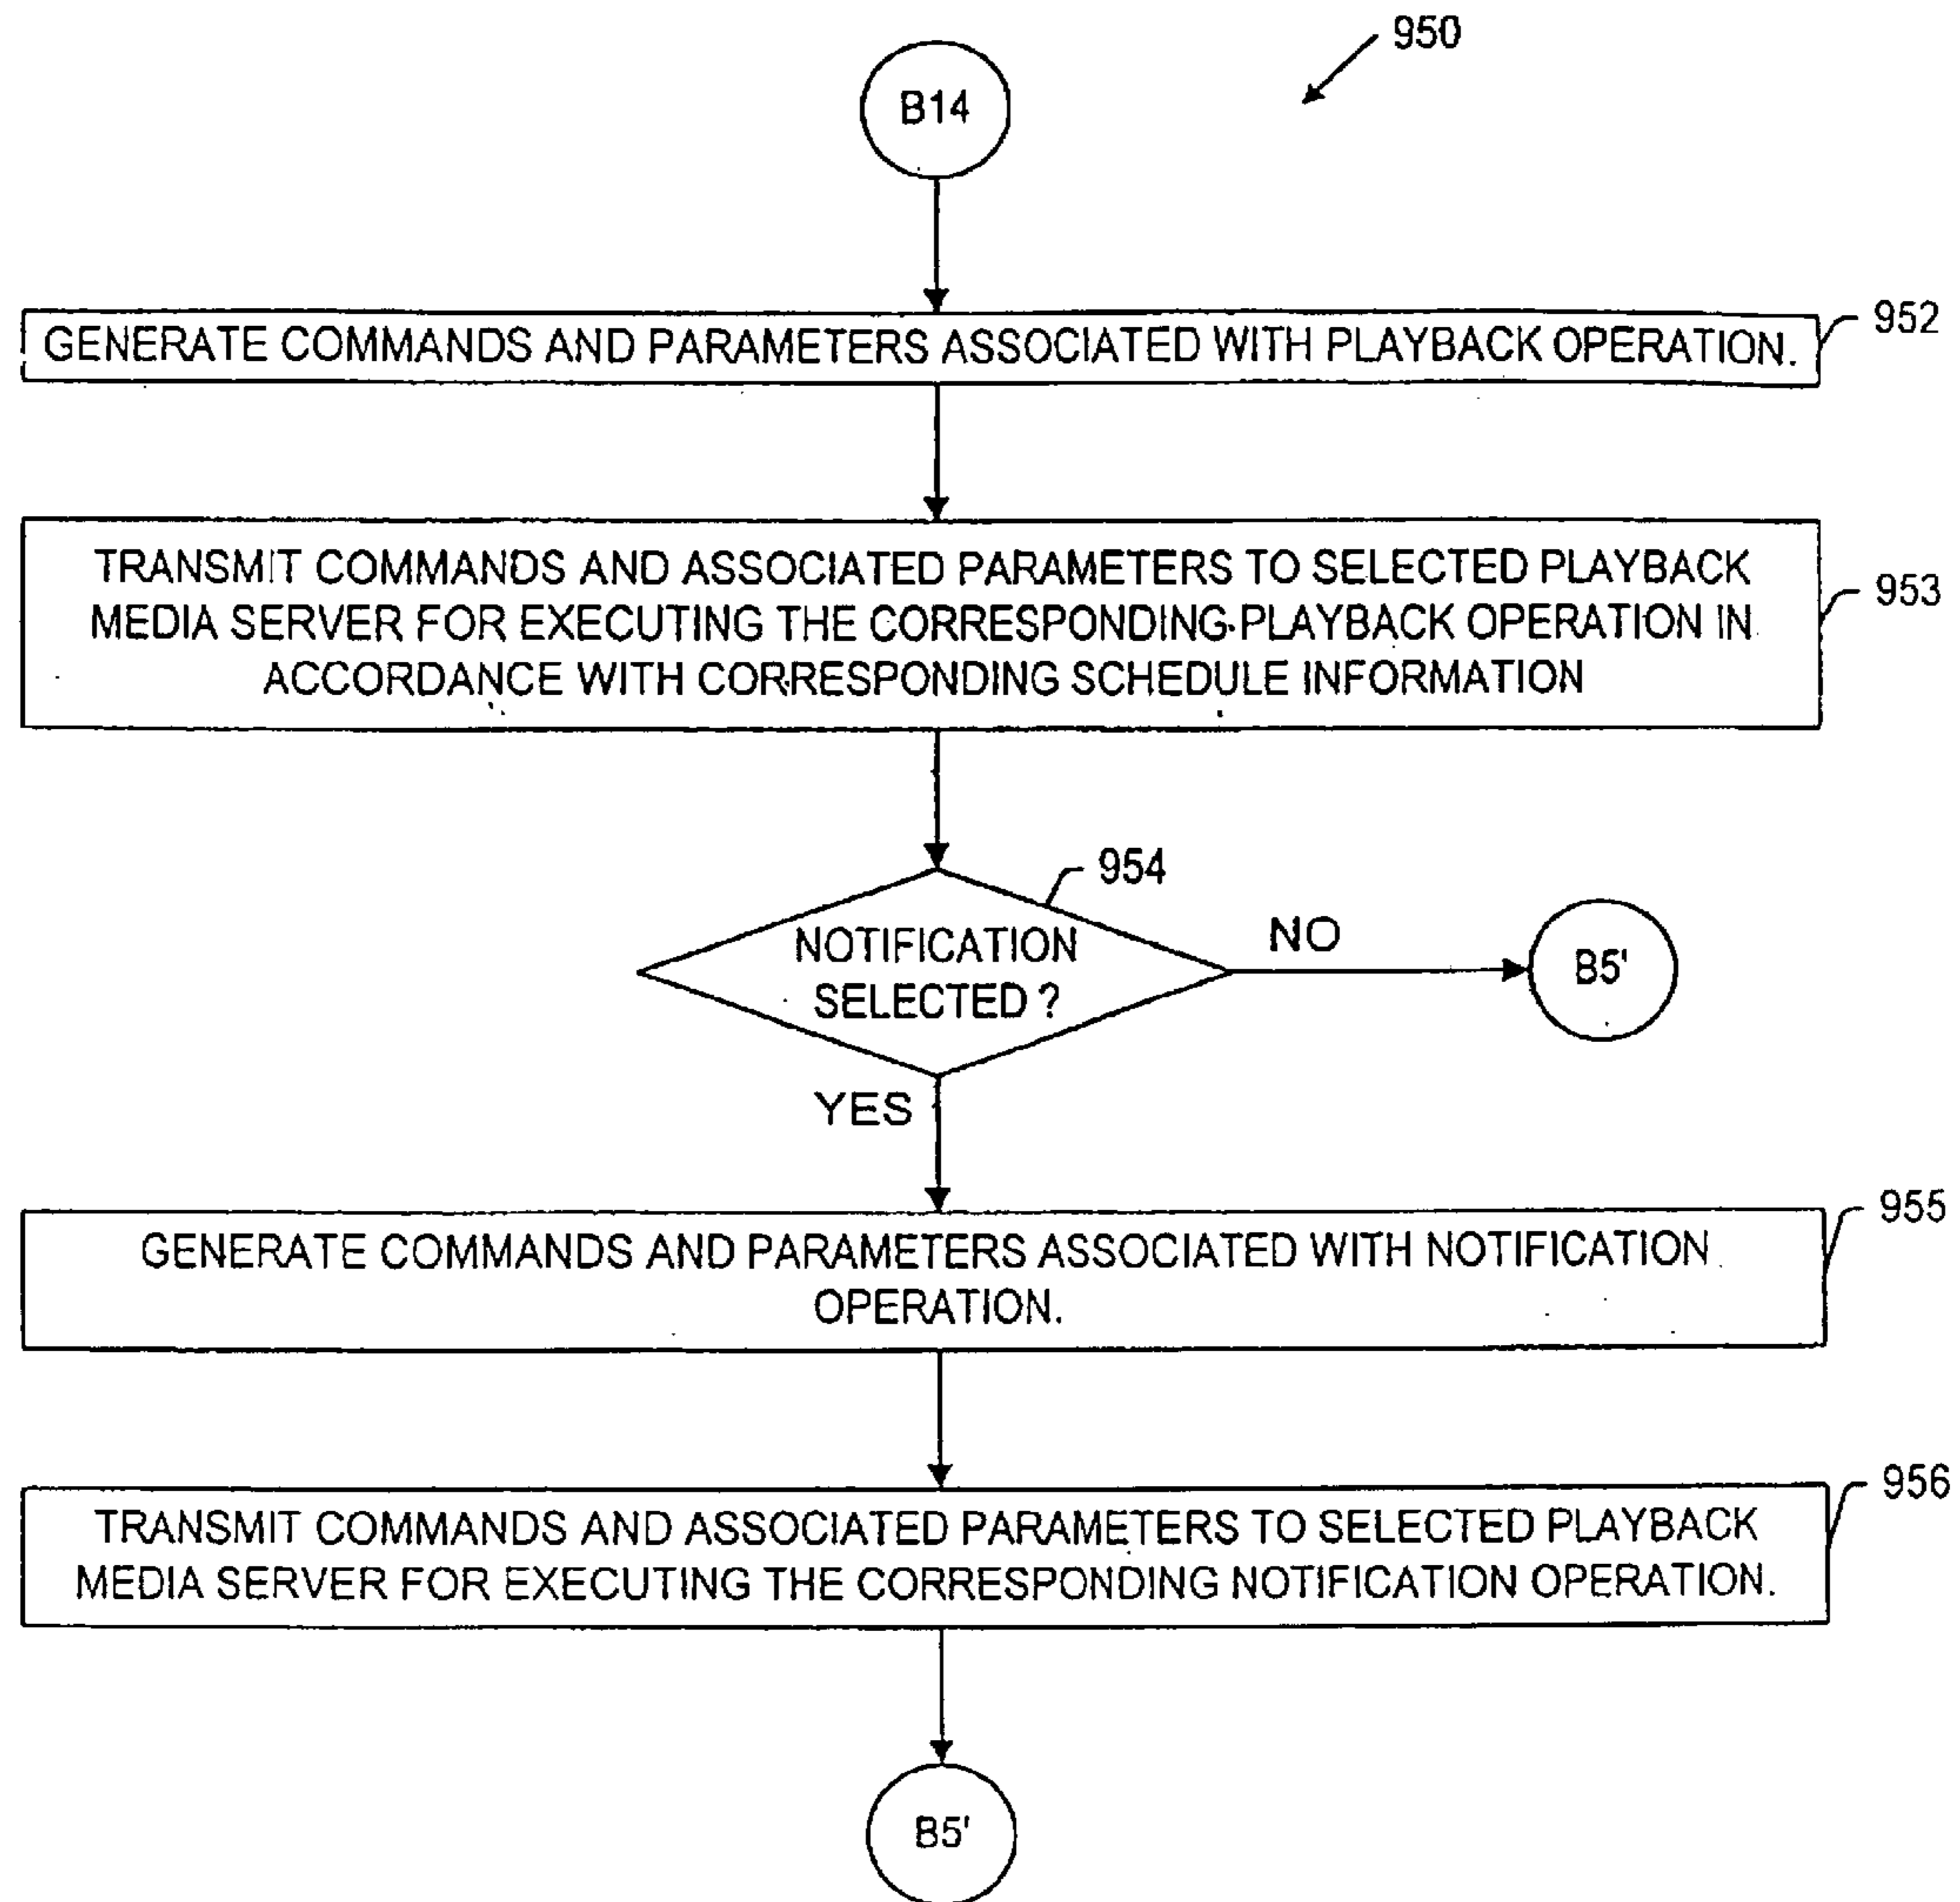 950
B14
952
GENERATE COMMANDS AND PARAMETERS ASSOCIATED WITH PLAYBACK OPERATION.
TRANSMIT COMMANDS AND ASSOCIATED PARAMETERS TO SELECTED PLAYBACK
MEDIA SERVER FOR EXECUTING THE CORRESPONDING PLAYBACK OPERATION IN
ACCORDANCE WITH CORRESPONDING SCHEDULE INFORMATION
953
954
NOTIFICATION
SELECTED ?
NO
B5'
YES
955
GENERATE COMMANDS AND PARAMETERS ASSOCIATED WITH NOTIFICATION
OPERATION.
956
TRANSMIT COMMANDS AND ASSOCIATED PARAMETERS TO SELECTED PLAYBACK
MEDIA SERVER FOR EXECUTING THE CORRESPONDING NOTIFICATION OPERATION.
B5'